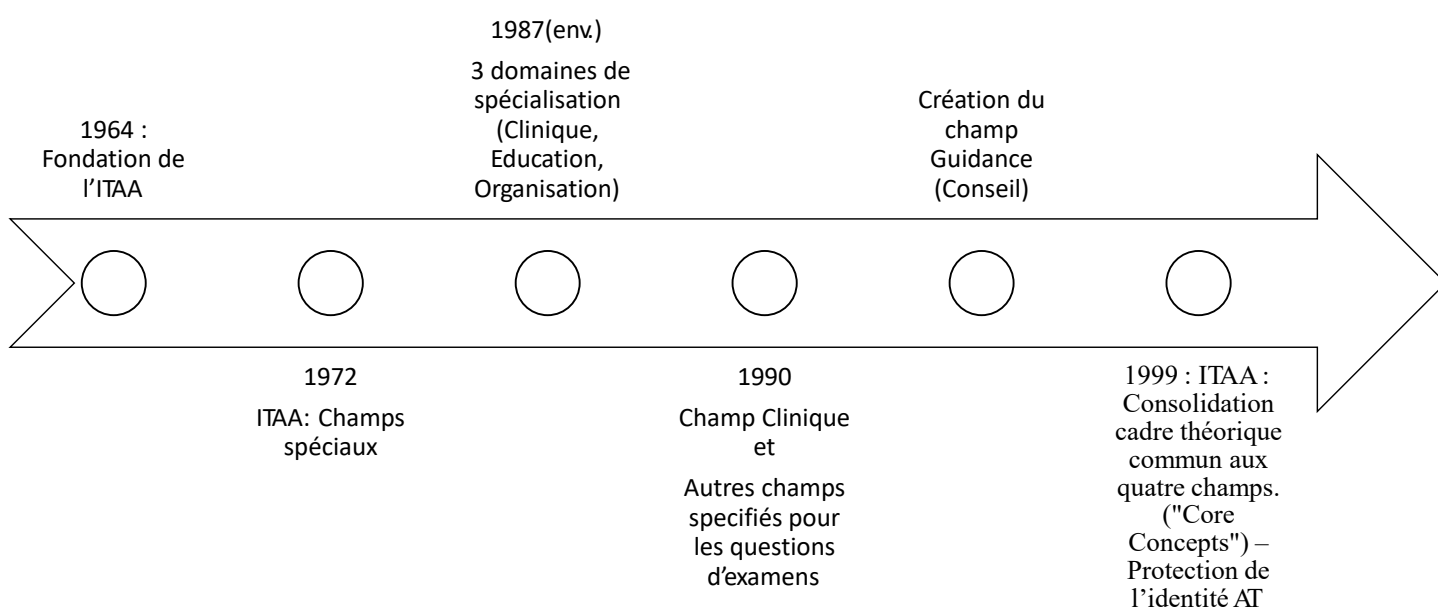 1964 :
Fondation de
l’ITAA
1972
ITAA: Champs
spéciaux
1987(env.)
3 domaines de
spécialisation
(Clinique,
Education,
Organisation)
1990
Champ Clinique
et
Autres champs
specifiés pour
les questions
d’examens
Création du
champ
Guidance
(Conseil)
1999 : ITAA :
Consolidation
cadre théorique
commun aux
quatre champs.
("Core
Concepts") –
Protection de
l’identité AT